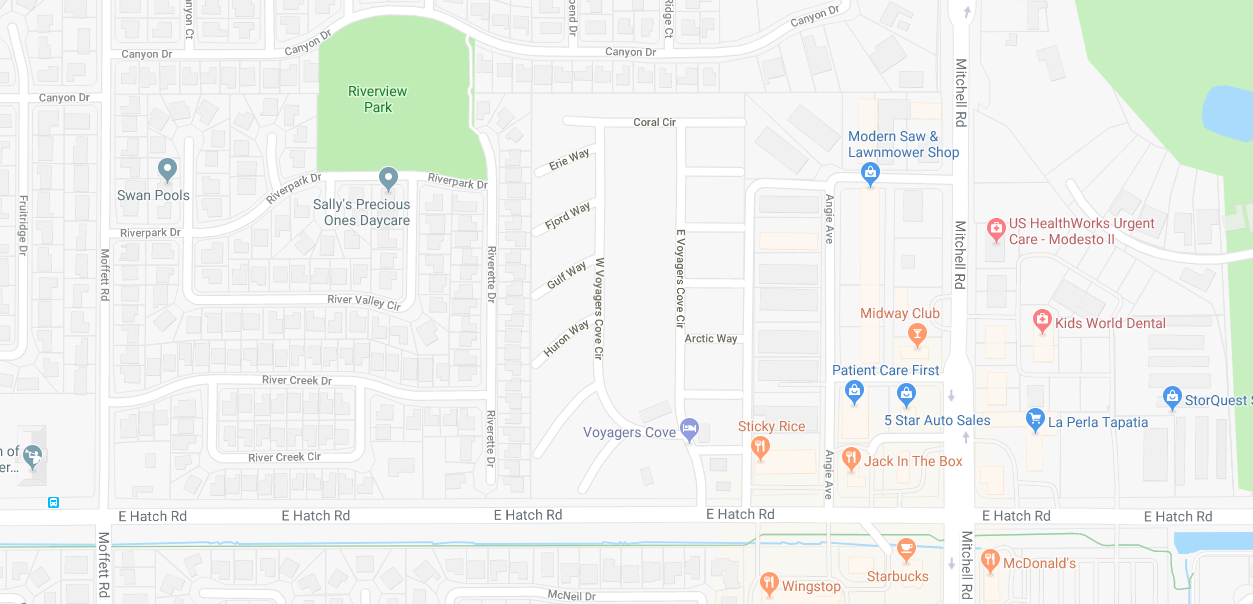 Canyon Dr
Canyon Dr
Canyon Dr
Canyon Dr
Canyon Dr
Riverview
Park
Coral Cir
Mitchell Rd
Modern Saw &
Lawnmower Shop
Erie Way
Swan Pools
Riverpark Dr
Riverpark Dr
Sally's Precious
Ones Daycare
Fjord Way
Angie Ave
Fruitridge Dr
Riverpark Dr
US HealthWorks Urgent
Care - Modesto II
Moffett Rd
Riverette Dr
Gulf Way
W Voyagers Cove Cir
E Voyagers Cove Cir
Mitchell Rd
River Valley Cir
Midway Club
Kids World Dental
Huron Way
Arctic Way
River Creek Dr
Patient Care First
StorQuest S
5 Star Auto Sales
La Perla Tapatia
Riverette Dr
Voyagers Cove
Sticky Rice
River Creek Cir
Jack In The Box
Angie Ave
n of
er...
E Hatch Rd
E Hatch Rd
E Hatch Rd
E Hatch Rd
E Hatch Rd
E Hatch Rd
Moffett Rd
Mitchell Rd
Starbucks
McDonald's
Wingstop
McNeil Dr